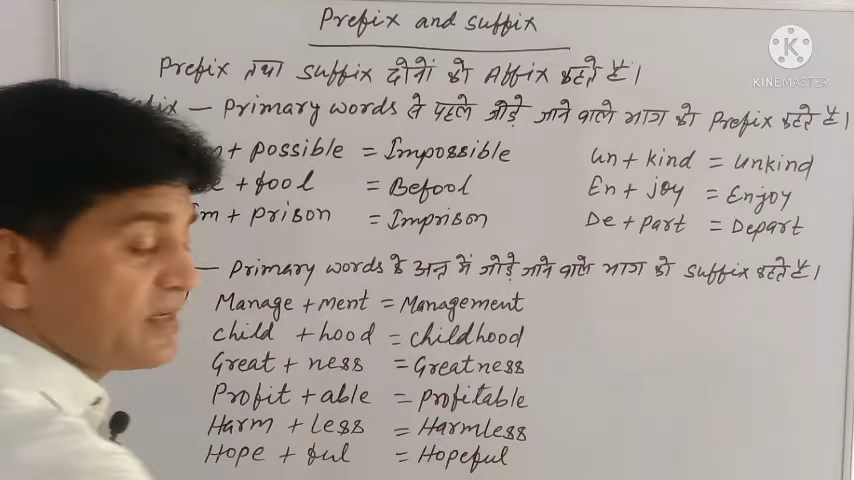 Prefix and suffix
Prefix तथा suffix दोनों को Affix कहते हैं।
— Primary words से पहले जोड़े जाने वाले भाग को Prefix कहते हैं।
+ possible = Impossible
+ fool = Befool
+ prison = Imprison
un + kind = unkind
En + joy = Enjoy
De + part = Depart
— Primary words के अन्त में जोड़े जाने वाले भाग को suffix कहते हैं।
Manage + ment = Management
child + hood = childhood
Great + ness = Greatness
Profit + able = Profitable
Harm + less = Harmless
Hope + ful = Hopeful
KINEMASTER